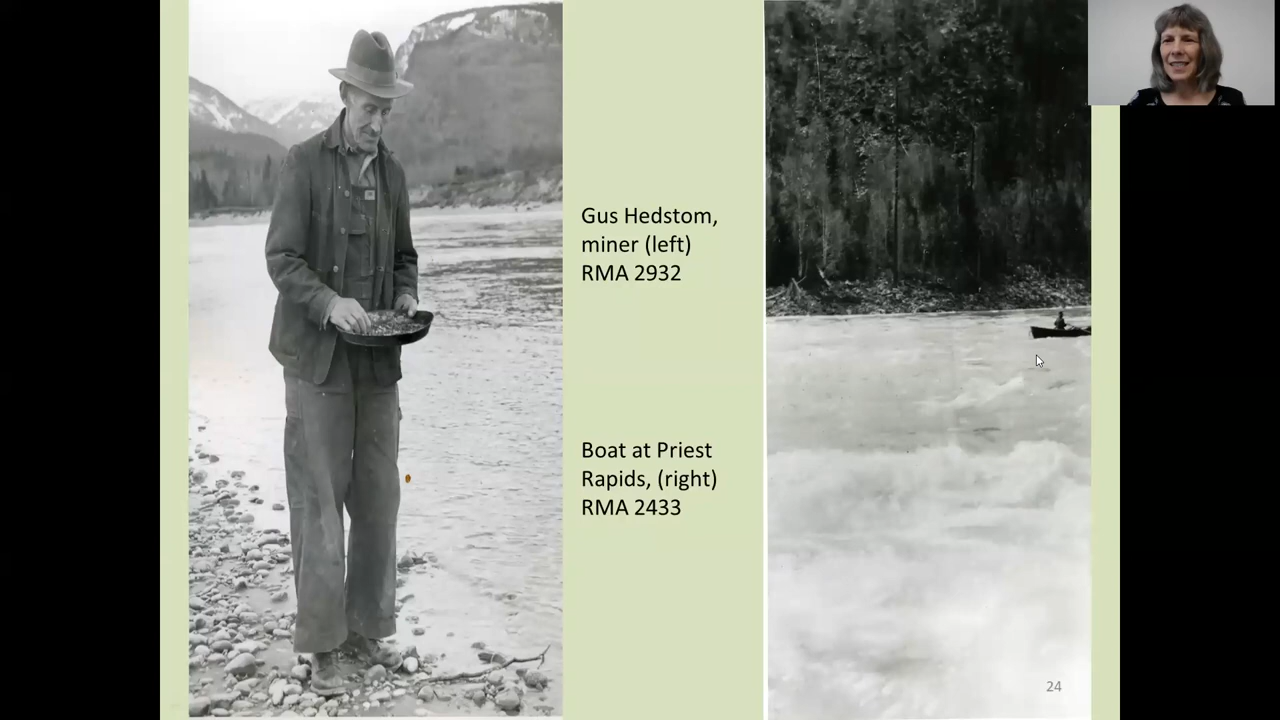 Gus Hedstom,
miner (left)
RMA 2932
Boat at Priest
Rapids, (right)
RMA 2433
24